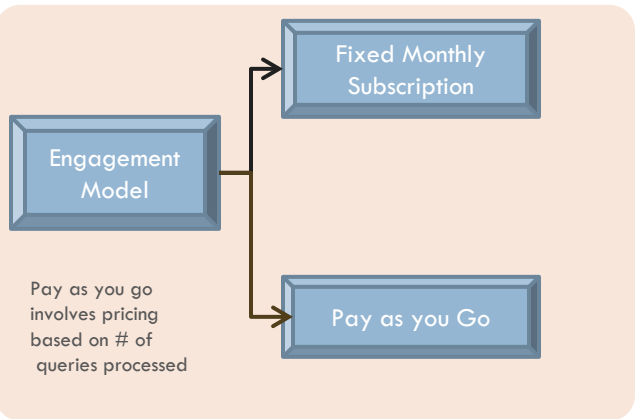 Fixed Monthly
Subscription
Engagement
Model
Pay as you go
involves pricing
based on # of
queries processed
Pay as you Go